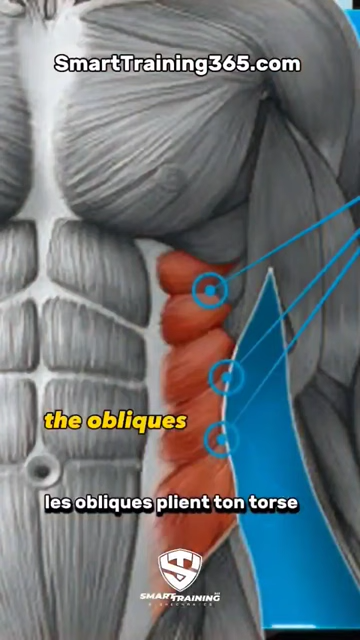 SmartTraining365.com
the obliques
les obliques plient ton torse
SMART
TRAINING